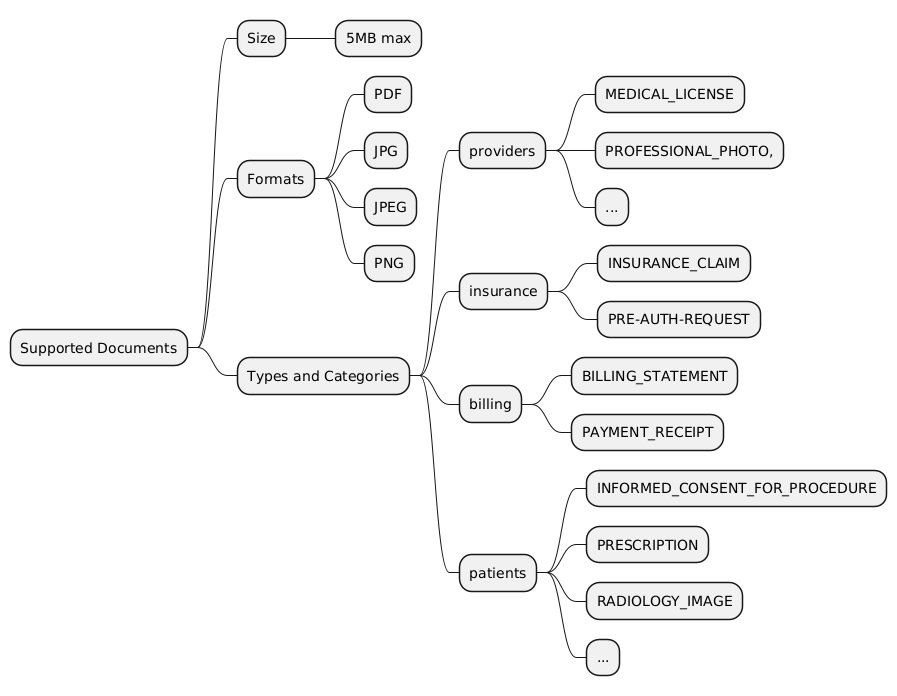 Supported Documents
Size
5MB max
Formats
PDF
JPG
JPEG
PNG
Types and Categories
providers
MEDICAL_LICENSE
PROFESSIONAL_PHOTO,
...
insurance
INSURANCE_CLAIM
PRE-AUTH-REQUEST
billing
BILLING_STATEMENT
PAYMENT_RECEIPT
patients
INFORMED_CONSENT_FOR_PROCEDURE
PRESCRIPTION
RADIOLOGY_IMAGE
...